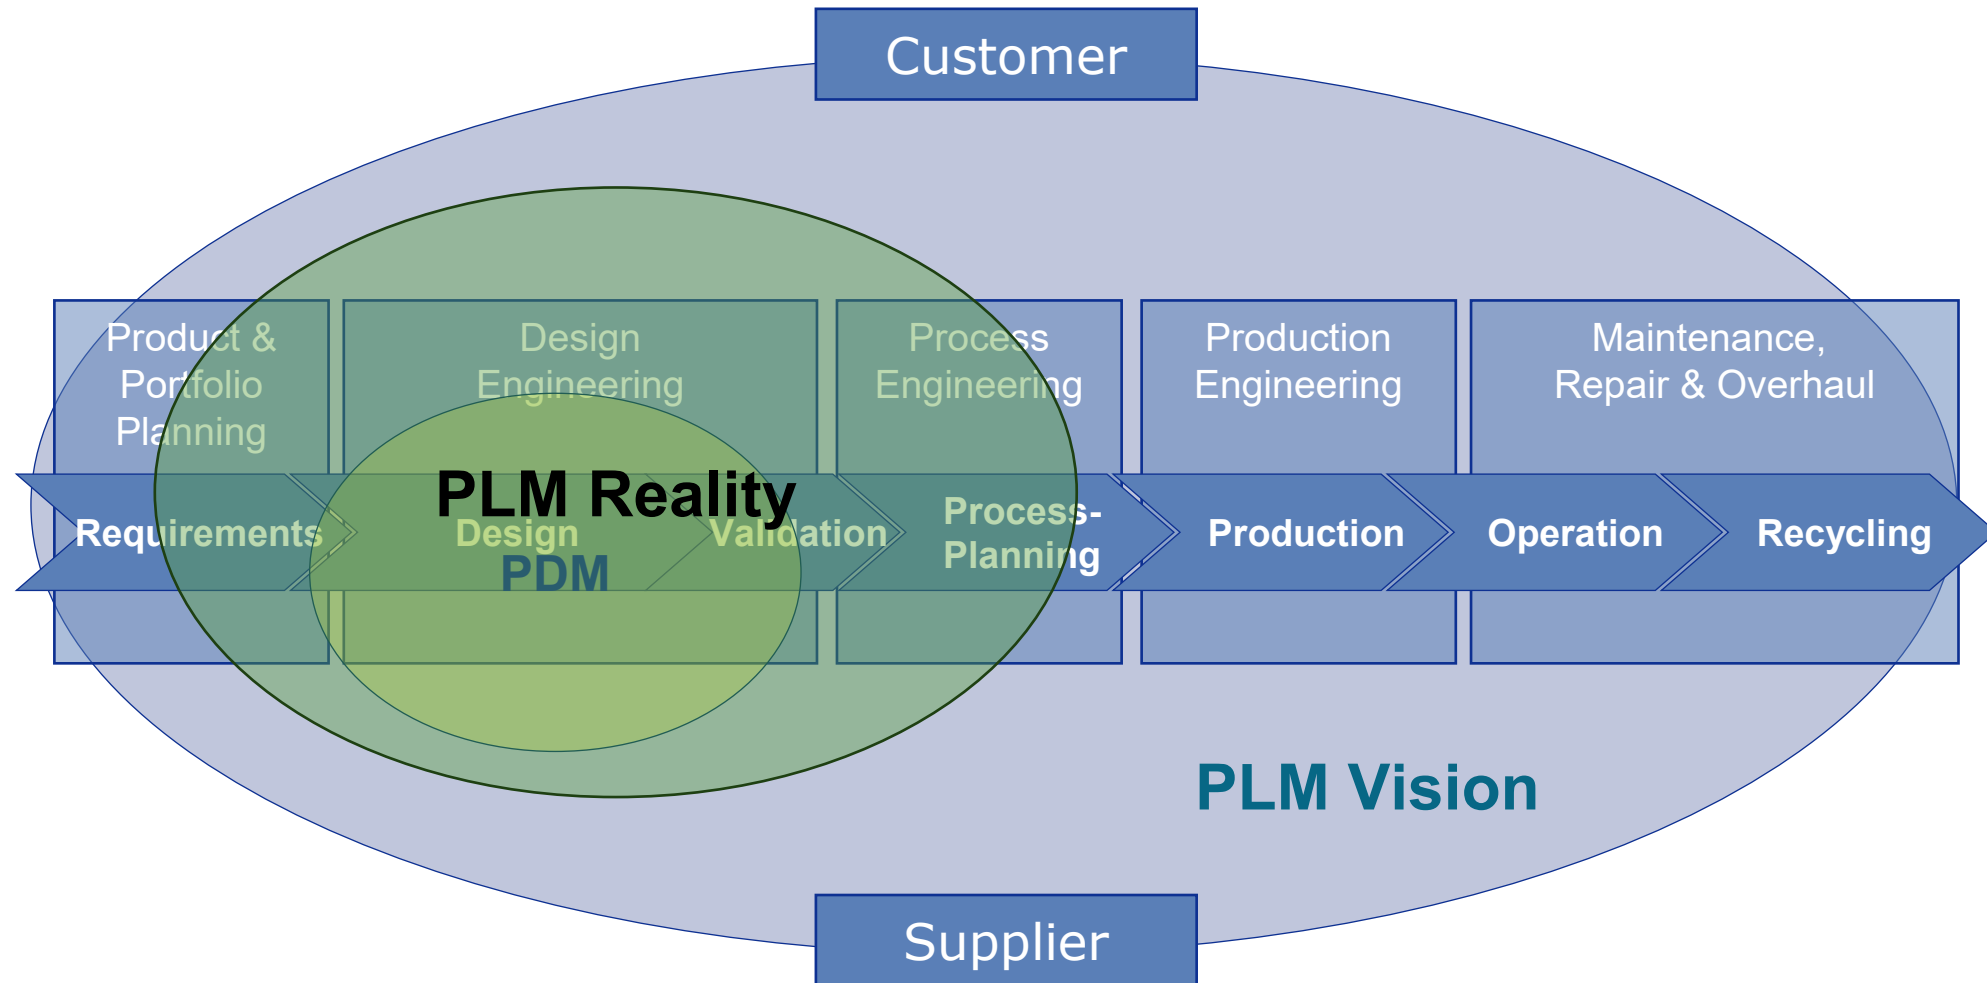 Customer
Product &
Portfolio
Planning
Design
Engineering
Process
Engineering
Production
Engineering
Maintenance,
Repair & Overhaul
PLM Reality
Requirements
Design
Validation
Process-
Planning
Production
Operation
Recycling
PDM
PLM Vision
Supplier